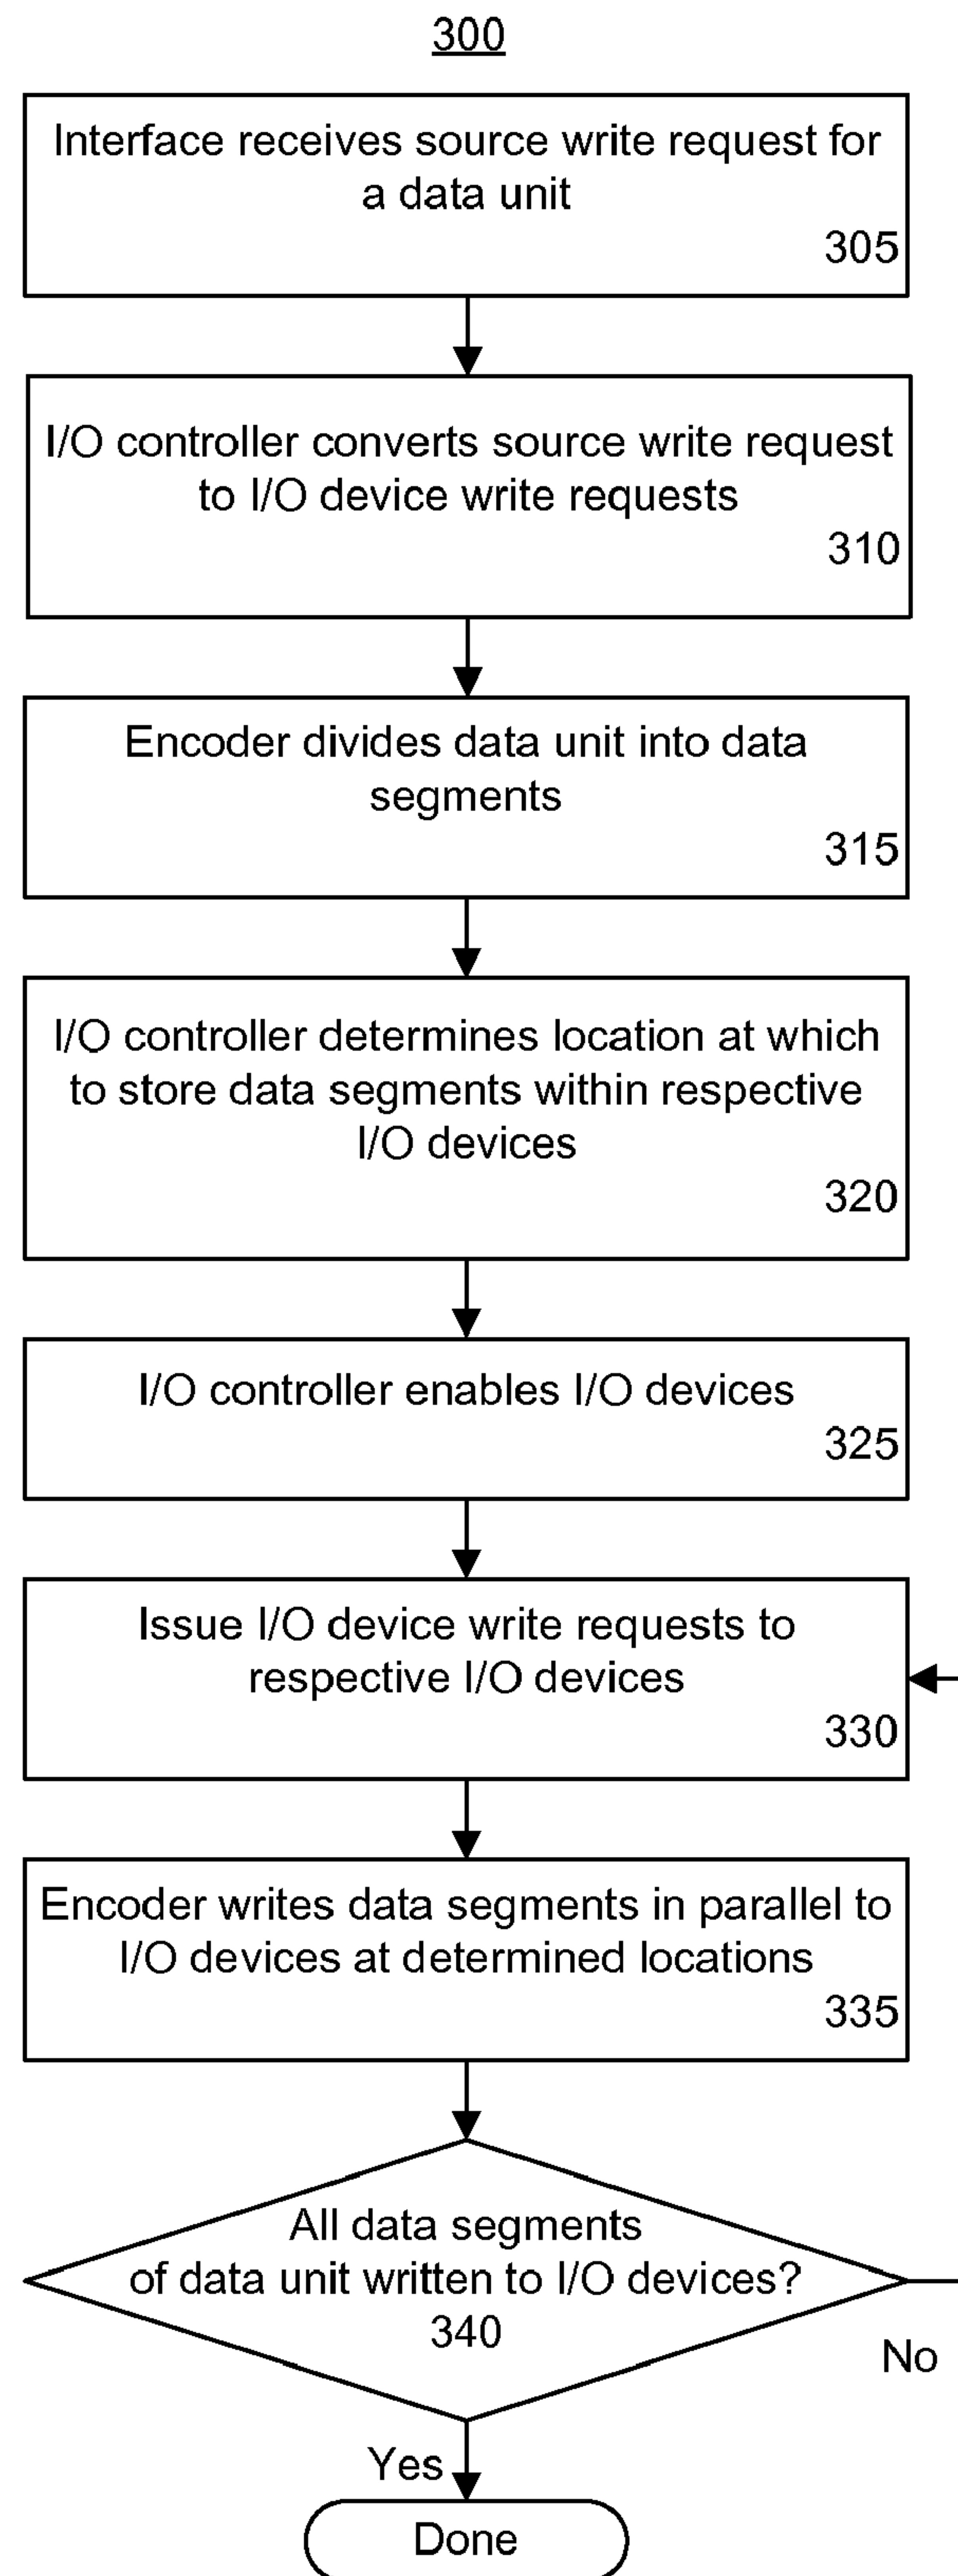 300
Interface receives source write request for
a data unit
305
I/O controller converts source write request
to I/O device write requests
310
Encoder divides data unit into data
segments
315
I/O controller determines location at which
to store data segments within respective
I/O devices
320
I/O controller enables I/O devices
325
Issue I/O device write requests to
respective I/O devices
330
Encoder writes data segments in parallel to
I/O devices at determined locations
335
All data segments
of data unit written to I/O devices?
340
No
Yes
Done